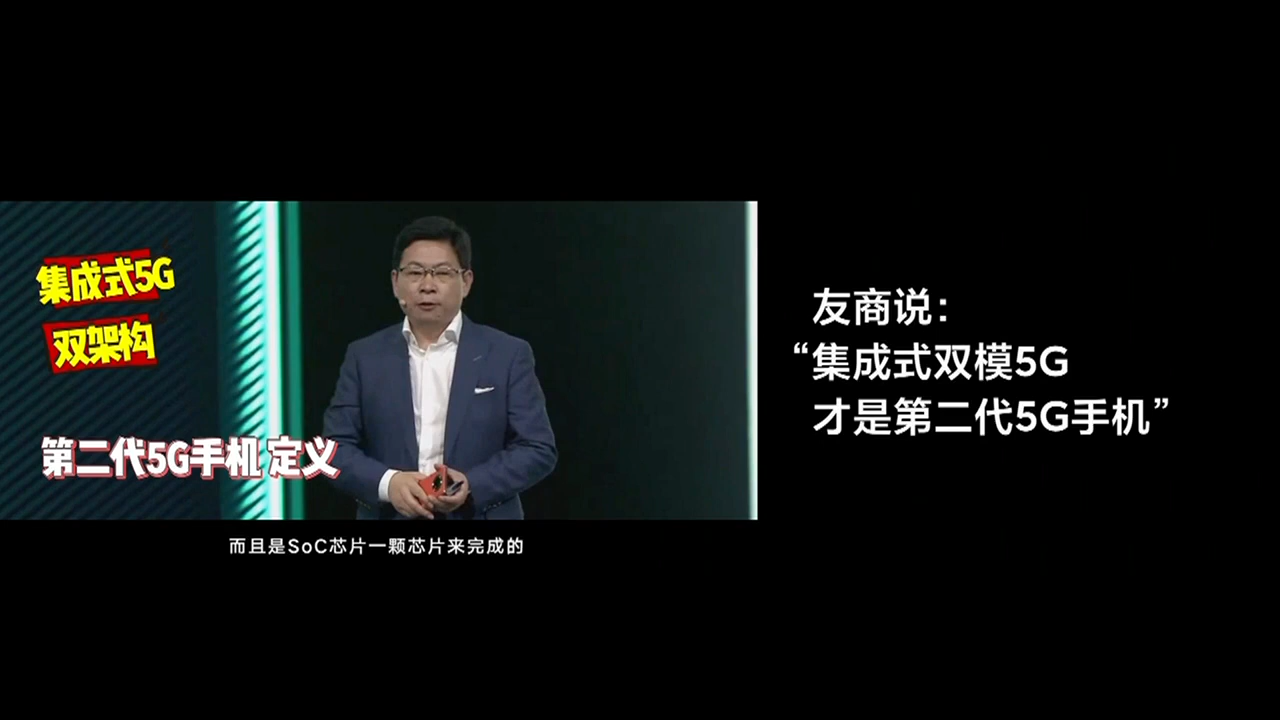 集成式5G
双架构
第二代5G手机 定义
而且是SoC芯片一颗芯片来完成的
友商说：
“集成式双模5G
才是第二代5G手机”